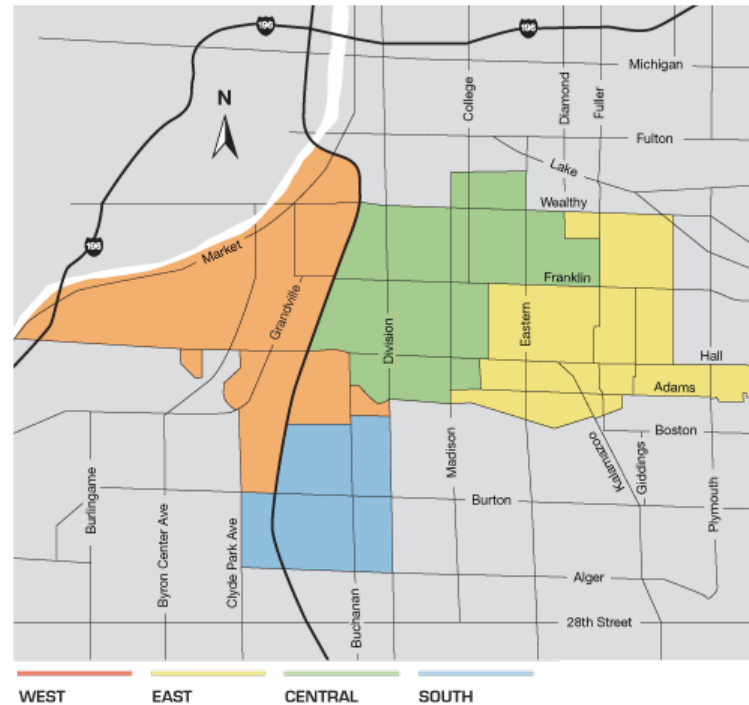 196
196
Michigan
N
College
Diamond
Fuller
Fulton
Lake
Wealthy
196
Market
Franklin
Grandville
Division
Eastern
Hall
Adams
Boston
Madison
Kalamazoo
Giddings
Burlingame
Byron Center Ave
Clyde Park Ave
Burton
Plymouth
Buchanan
Alger
28th Street
WEST EAST CENTRAL SOUTH